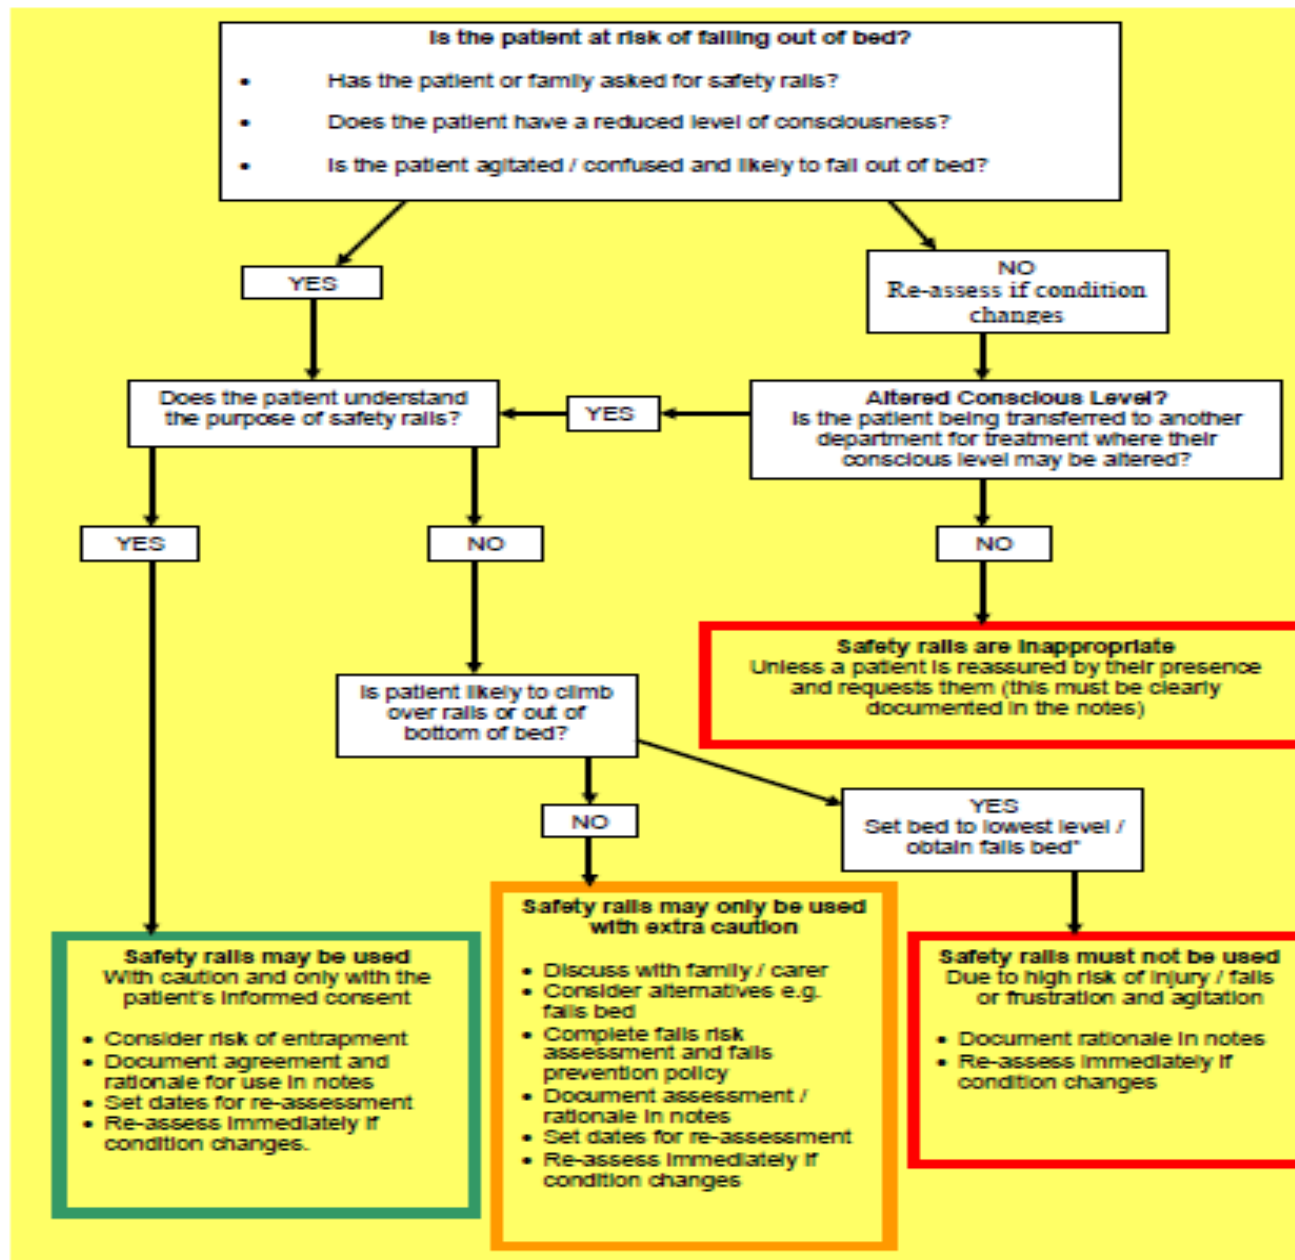 Is the patient at risk of falling out of bed?
• Has the patient or family asked for safety rails?
• Does the patient have a reduced level of consciousness?
• Is the patient agitated / confused and likely to fall out of bed?
YES
NO
Re-assess if condition
changes
Does the patient understand
the purpose of safety rails?
YES
Altered Conscious Level?
Is the patient being transferred to another
department for treatment where their
conscious level may be altered?
YES
NO
NO
Safety rails are inappropriate
Unless a patient is reassured by their presence
and requests them (this must be clearly
documented in the notes)
Is patient likely to climb
over rails or out of
bottom of bed?
NO
YES
Set bed to lowest level /
obtain falls bed*
Safety rails may be used
With caution and only with the
patient's informed consent
• Consider risk of entrapment
• Document agreement and
rationale for use in notes
• Set dates for re-assessment
• Re-assess immediately if
condition changes.
Safety rails may only be used
with extra caution
• Discuss with family / carer
• Consider alternatives e.g.
falls bed
• Complete falls risk
assessment and falls
prevention policy
• Document assessment /
rationale in notes
• Set dates for re-assessment
• Re-assess immediately if
condition changes
Safety rails must not be used
Due to high risk of injury / falls
or frustration and agitation
• Document rationale in notes
• Re-assess immediately if
condition changes